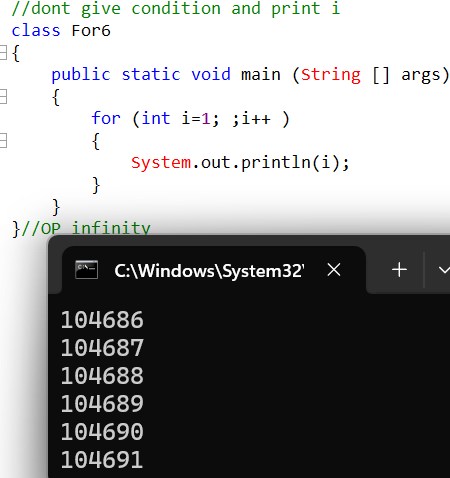 //dont give condition and print i
class For6
{
public static void main (String [] args)
{
for (int i=1; ;i++ )
{
System.out.println(i);
}
}
}//OP infinity
C:\Windows\System32\
104686
104687
104688
104689
104690
104691